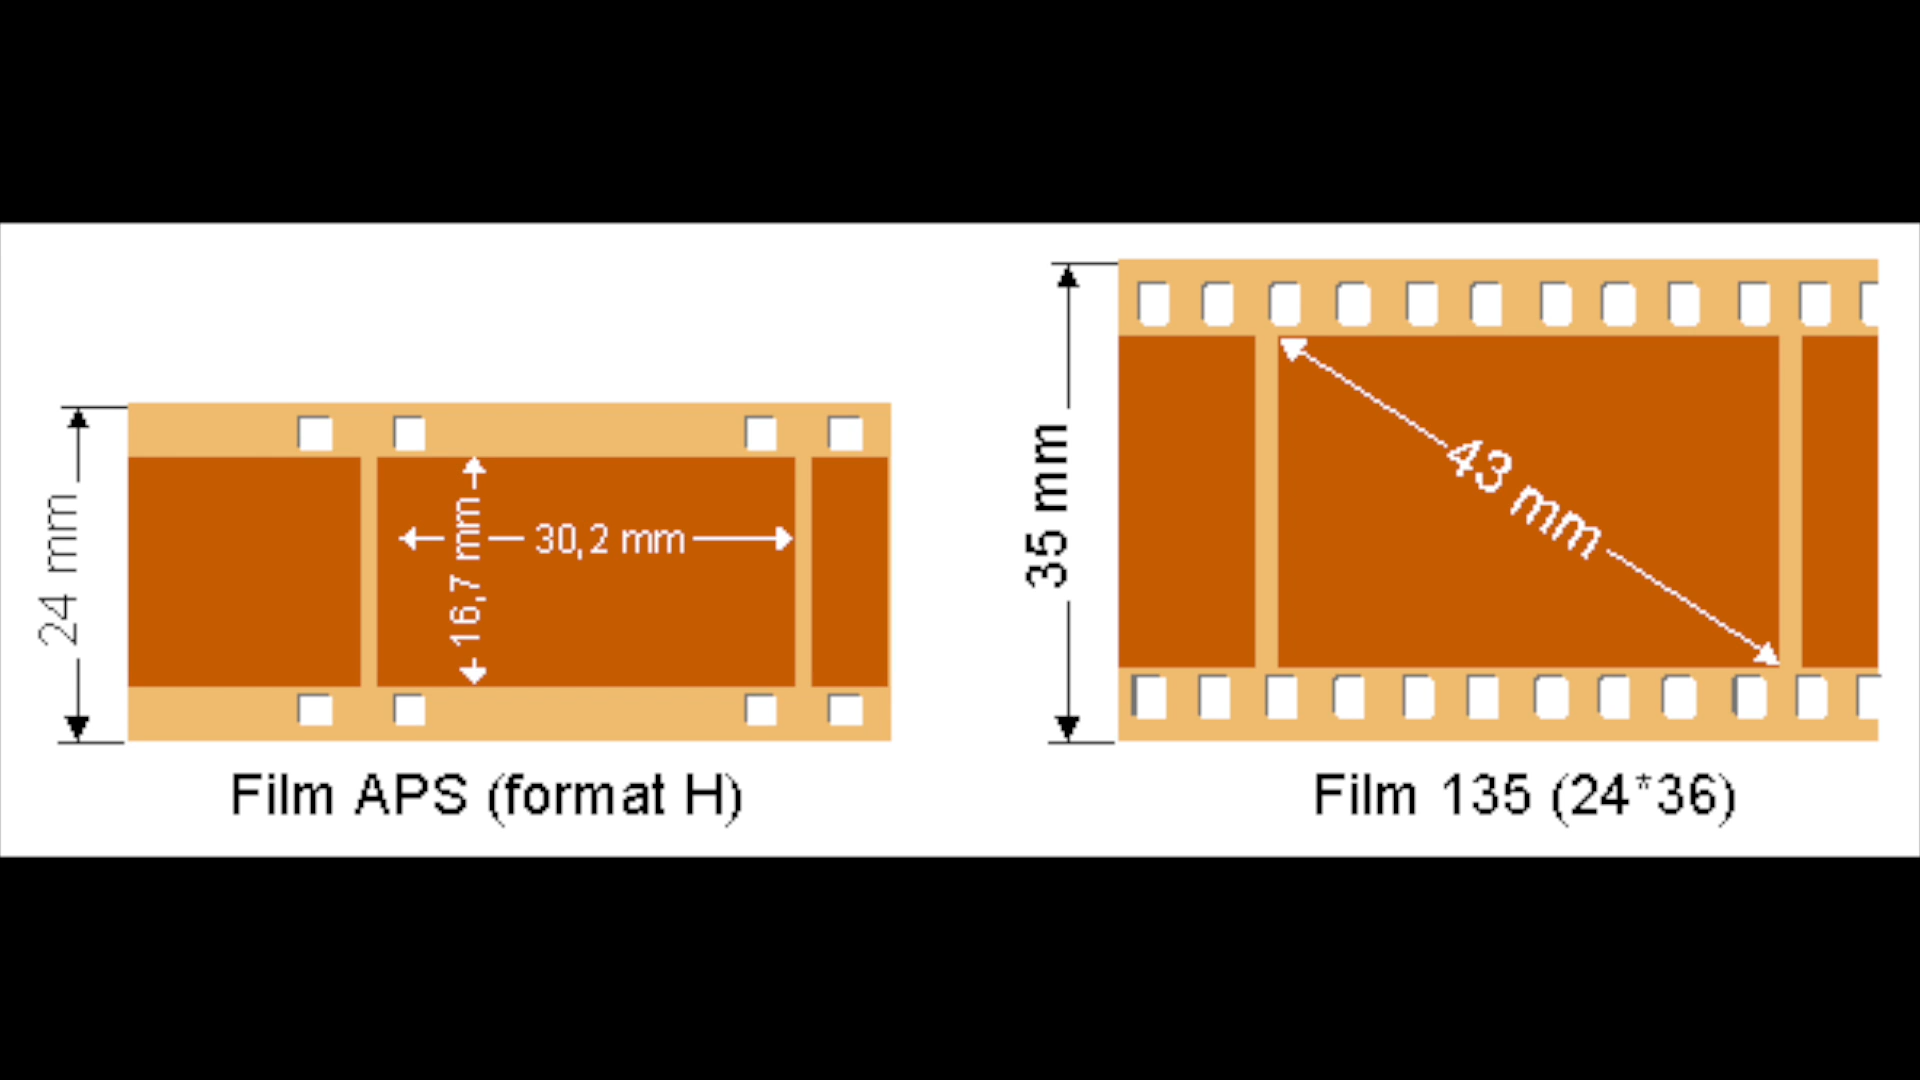 24 mm
16,7 mm
30,2 mm
Film APS (format H)
35 mm
43 mm
Film 135 (24*36)